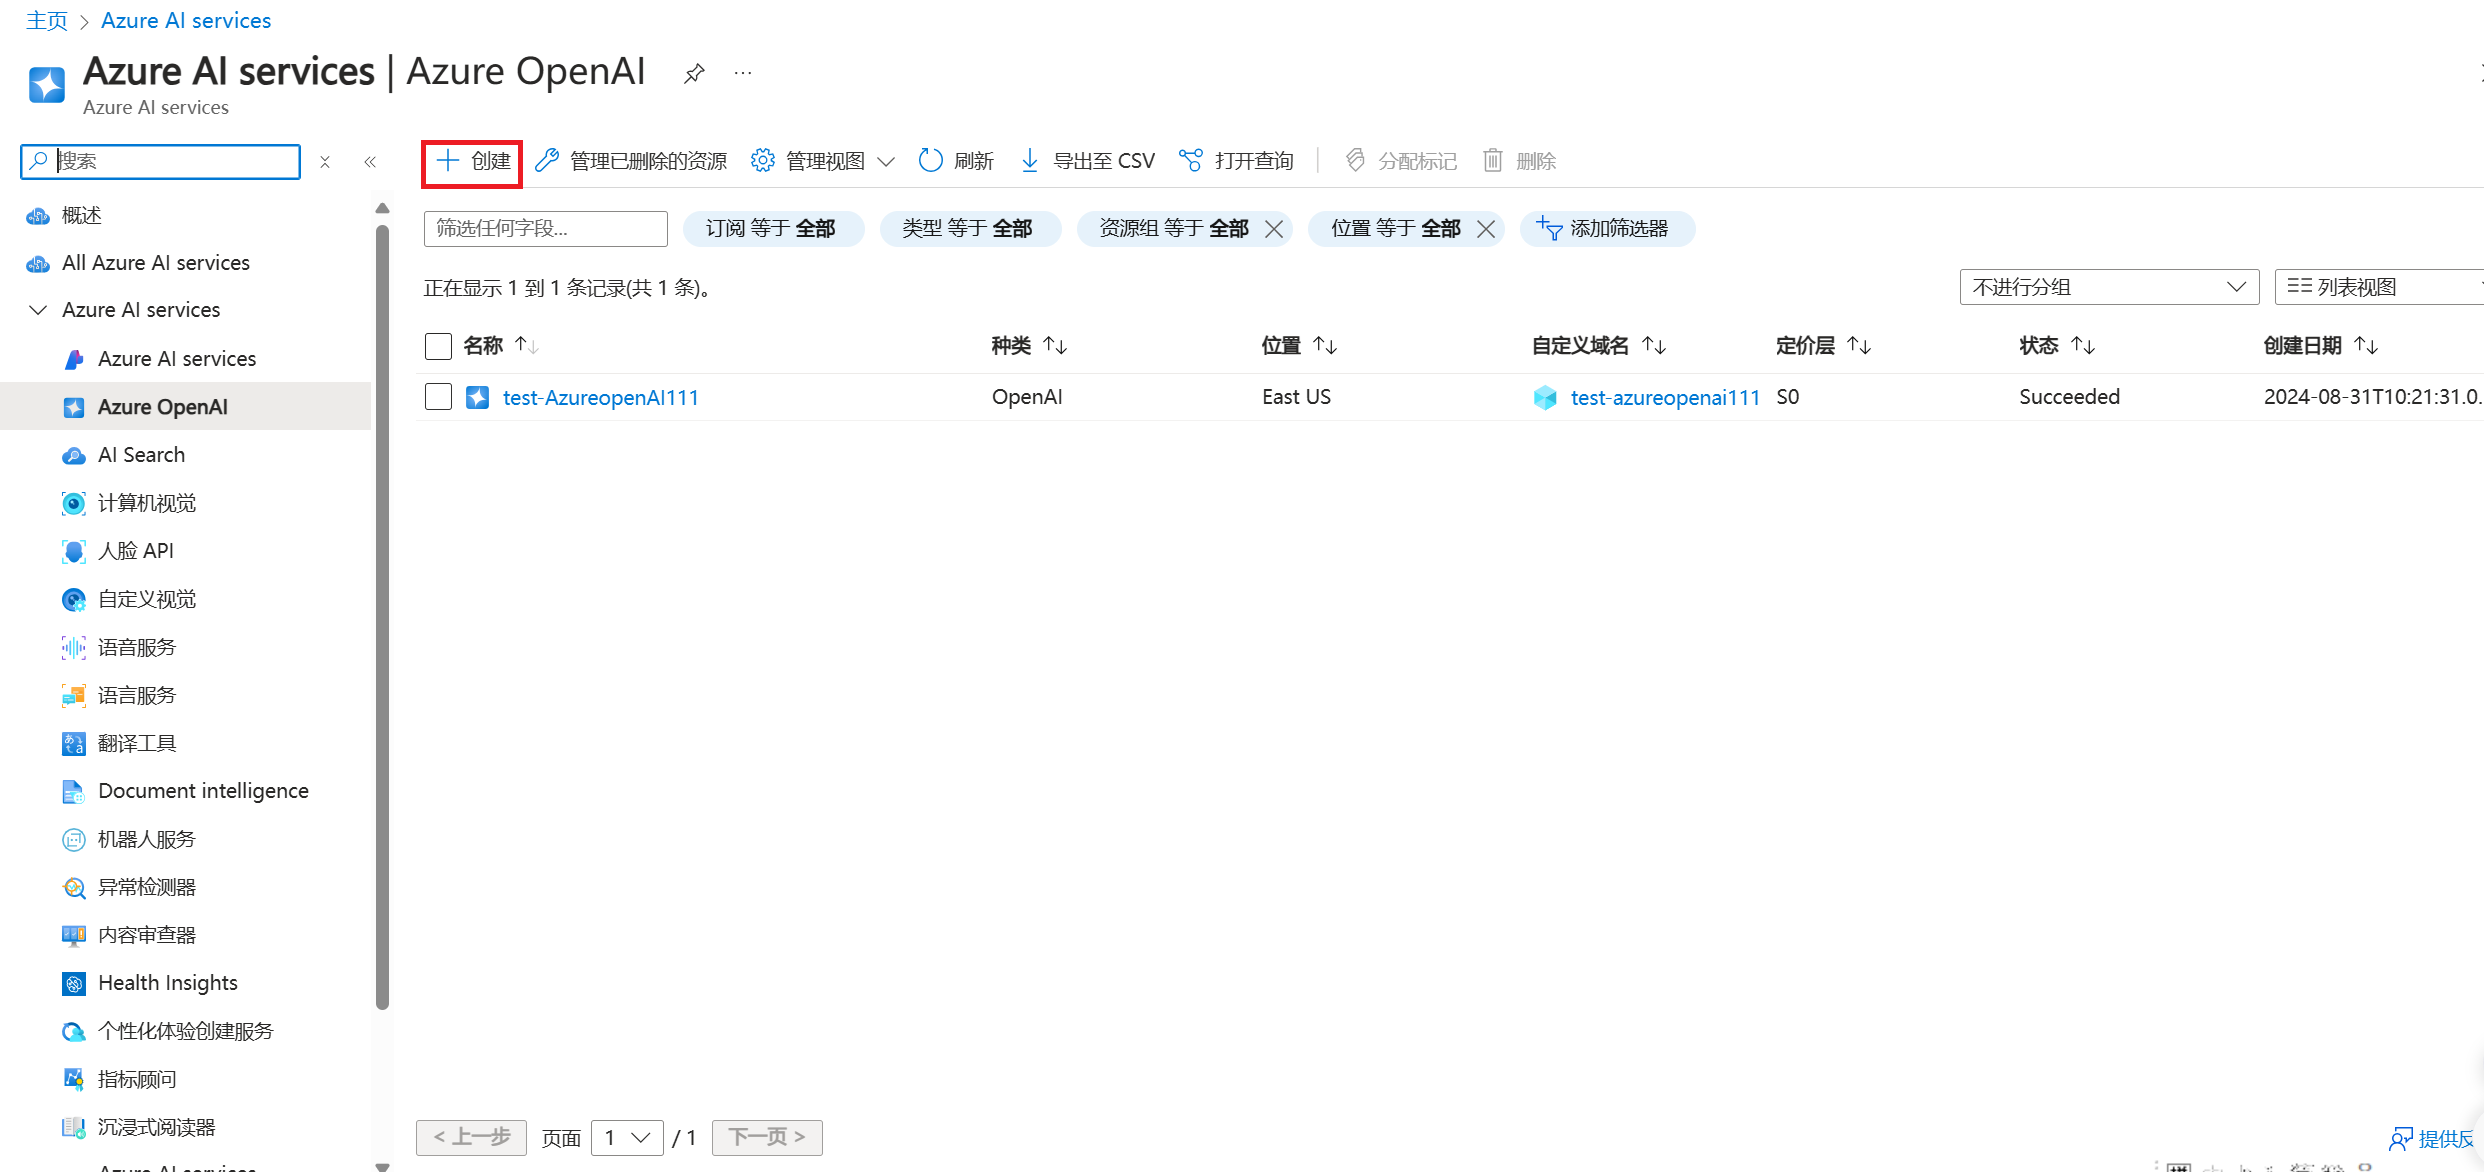 主页 > Azure AI services
Azure AI services | Azure OpenAI
Azure AI services
搜索
创建 管理已删除的资源 管理视图 刷新 导出至 CSV 打开查询 分配标记 删除
筛选任何字段... 订阅 等于 全部 类型 等于 全部 资源组 等于 全部 位置 等于 全部 添加筛选器
正在显示 1 到 1 条记录(共 1 条)。
不进行分组 列表视图
名称 种类 位置 自定义域名 定价层 状态 创建日期
test-AzureopenAI111 OpenAI East US test-azureopenai111 S0 Succeeded 2024-08-31T10:21:31.0.
概述
All Azure AI services
Azure AI services
Azure AI services
Azure OpenAI
AI Search
计算机视觉
人脸 API
自定义视觉
语音服务
语言服务
翻译工具
Document intelligence
机器人服务
异常检测器
内容审查器
Health Insights
个性化体验创建服务
指标顾问
沉浸式阅读器
Azure AI services
< 上一步 页面 1 / 1 下一页 >
提供反